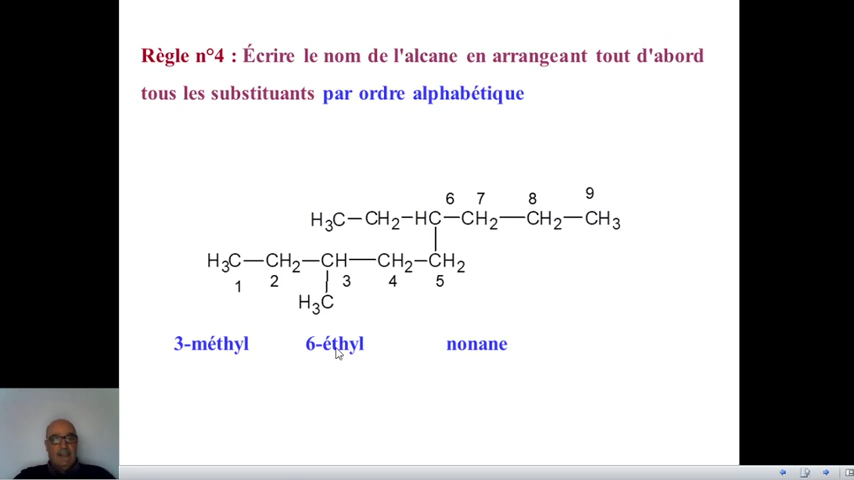 Règle n°4 : Écrire le nom de l'alcane en arrangeant tout d'abord
tous les substituants par ordre alphabétique
6 7 8 9
H₃C—CH₂—HC—CH₂—CH₂—CH₃
H₃C—CH₂—CH—CH₂—CH₂
1 2 3 4 5
H₃C
3-méthyl 6-éthyl nonane